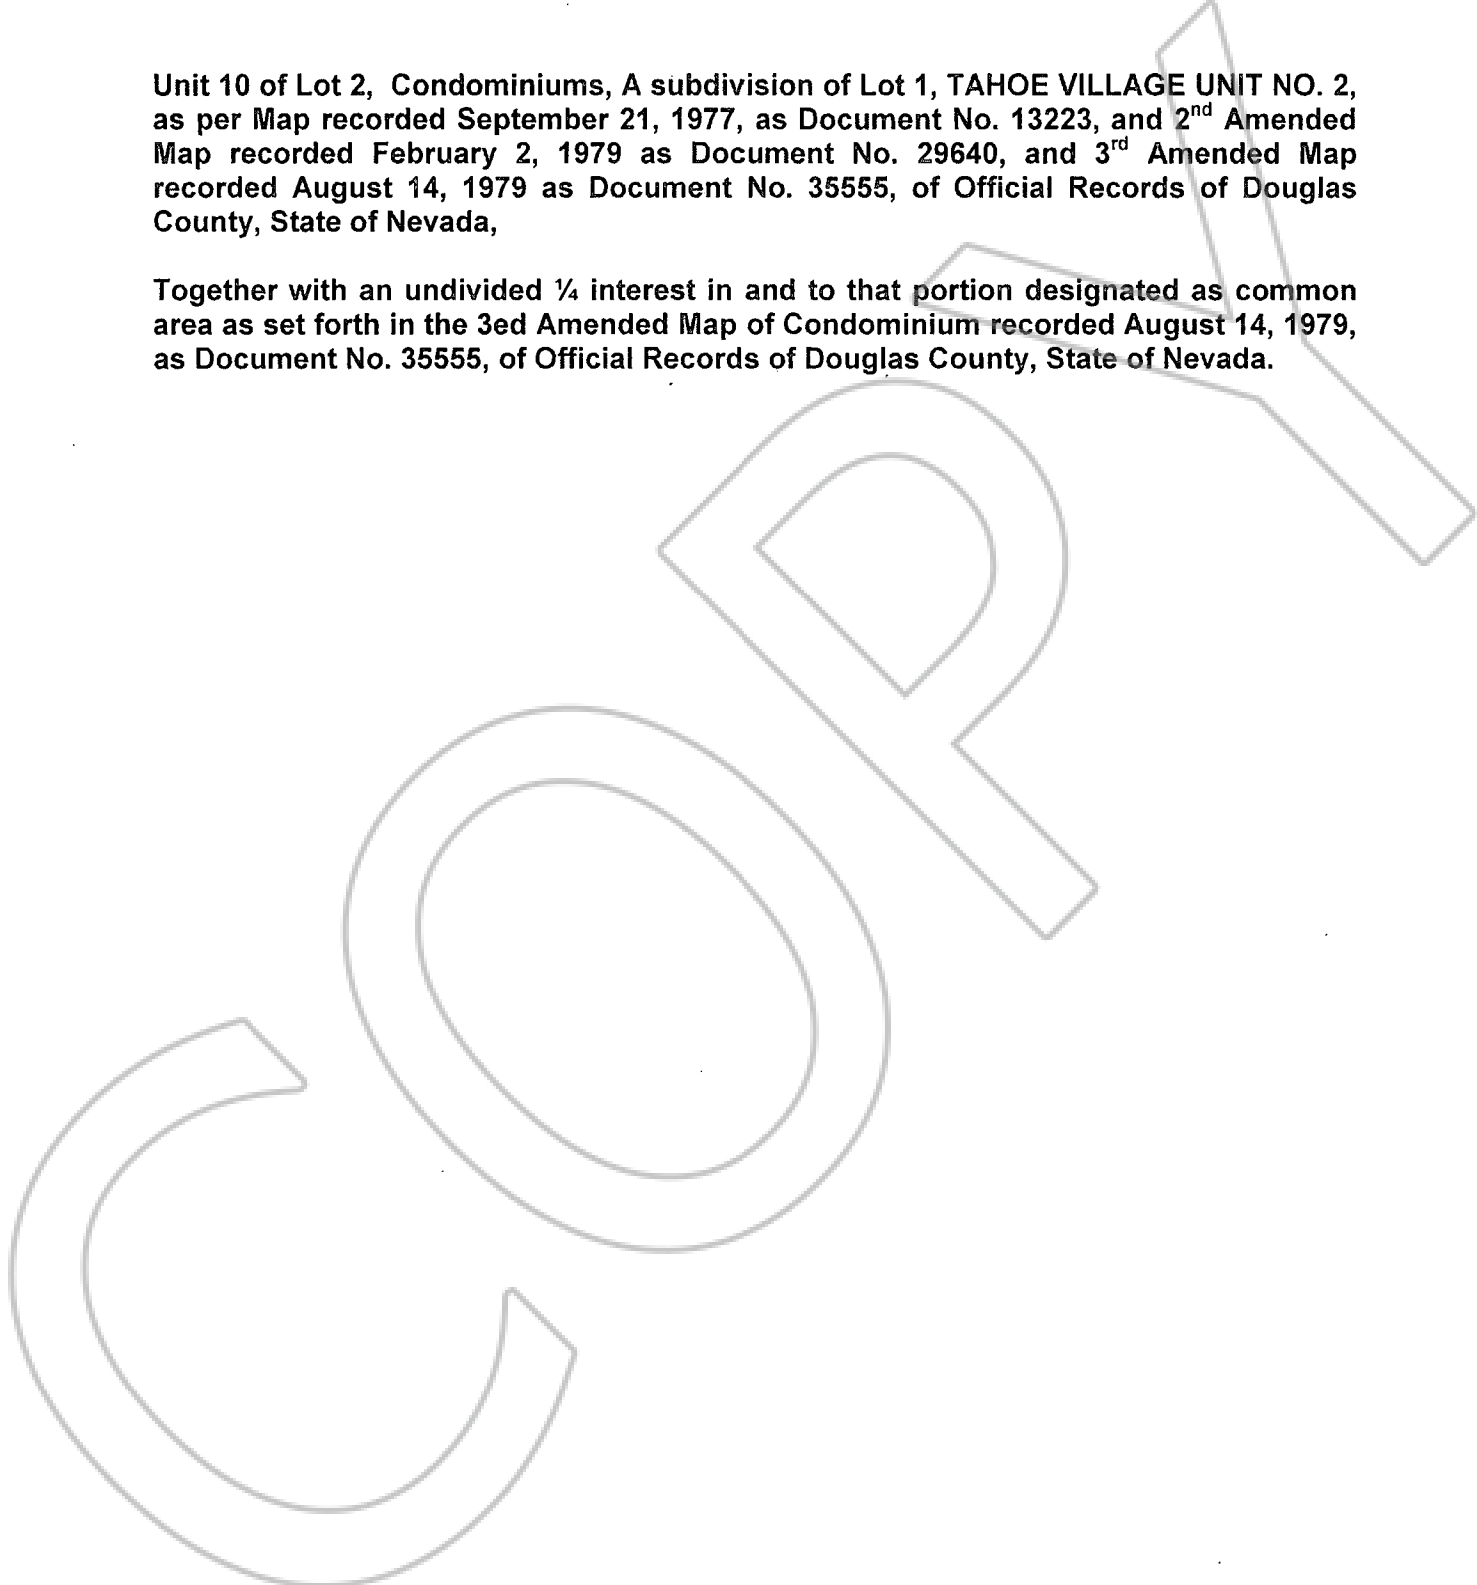 Unit 10 of Lot 2, Condominiums, A subdivision of Lot 1, TAHOE VILLAGE UNIT NO. 2,
as per Map recorded September 21, 1977, as Document No. 13223, and 2nd Amended
Map recorded February 2, 1979 as Document No. 29640, and 3rd Amended Map
recorded August 14, 1979 as Document No. 35555, of Official Records of Douglas
County, State of Nevada,
Together with an undivided ¼ interest in and to that portion designated as common
area as set forth in the 3ed Amended Map of Condominium recorded August 14, 1979,
as Document No. 35555, of Official Records of Douglas County, State of Nevada.
COPY